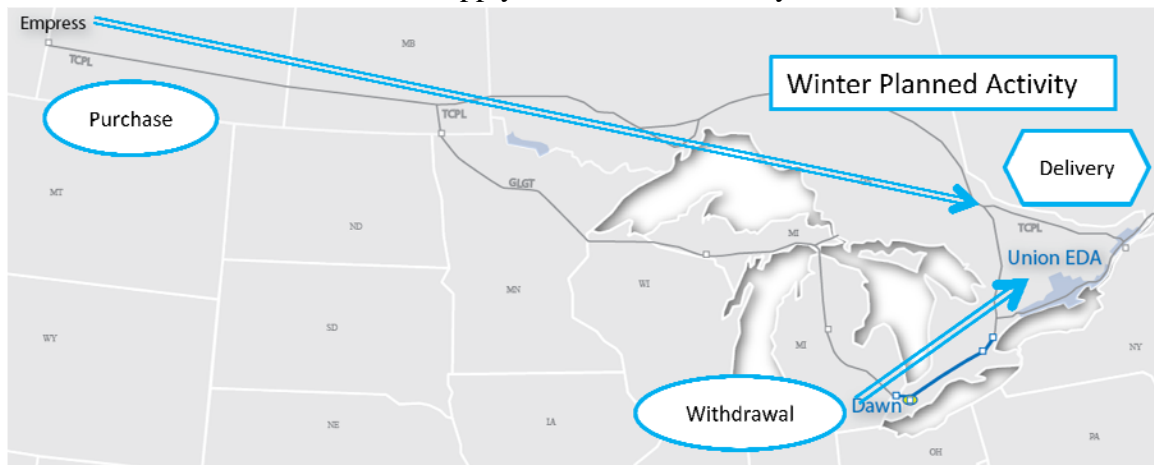 Empress
MB
TCPL
Winter Planned Activity
Purchase
TCPL
Delivery
GLGT
MT
ND
TCPL
MI
Union EDA
MN
WI
SD
WY
MI
NY
Withdrawal
Dawn
NE
IA
PA
OH